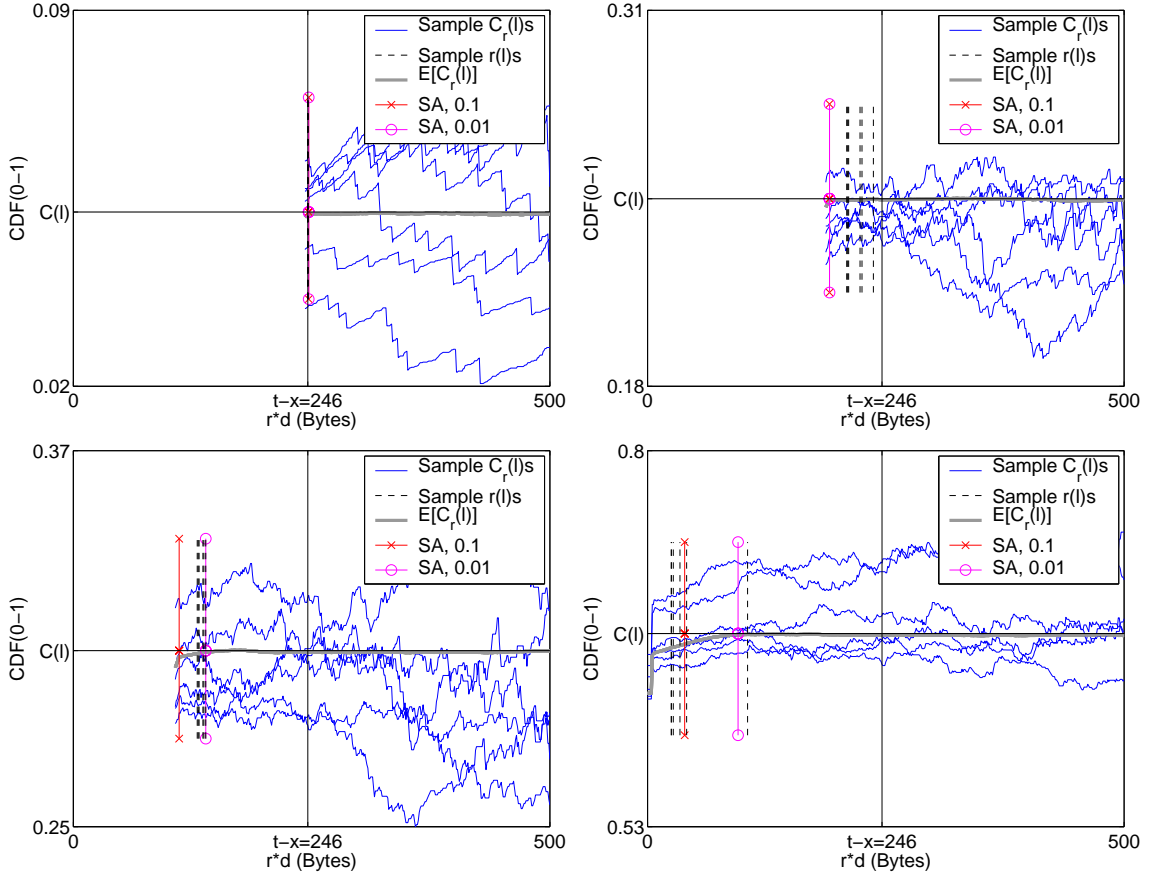 0.09
CDF(0−1)
C(l)
0.02
Sample C_r(l)s
Sample r(l)s
E[C_r(l)]
SA, 0.1
SA, 0.01
0
t−x=246
500
r*d (Bytes)
0.31
CDF(0−1)
C(l)
0.18
Sample C_r(l)s
Sample r(l)s
E[C_r(l)]
SA, 0.1
SA, 0.01
0
t−x=246
500
r*d (Bytes)
0.37
CDF(0−1)
C(l)
0.25
Sample C_r(l)s
Sample r(l)s
E[C_r(l)]
SA, 0.1
SA, 0.01
0
t−x=246
500
r*d (Bytes)
0.8
CDF(0−1)
C(l)
0.53
Sample C_r(l)s
Sample r(l)s
E[C_r(l)]
SA, 0.1
SA, 0.01
0
t−x=246
500
r*d (Bytes)